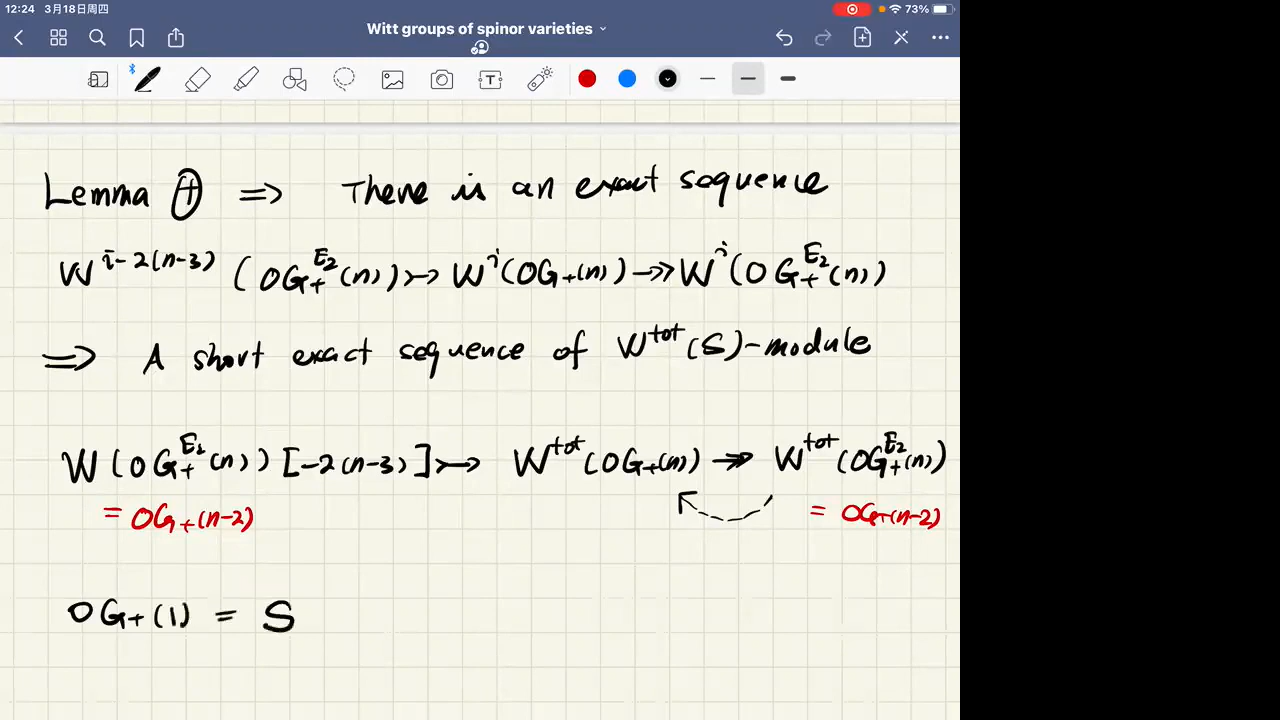 12:24 3月18日周四
73%
Witt groups of spinor varieties
Lemma ⊕ ⟹ There is an exact sequence
W^{i-2(n-3)} (OG_+^{E_2}(n)) ↣ W^i(OG_+(n)) ↠ W^i(OG_+^{E_2}(n))
⟹ A short exact sequence of W^{tot}(S)-module
W(OG_+^{E_2}(n))[-2(n-3)] ↣ W^{tot}(OG_+(n)) ↠ W^{tot}(OG_+^{E_2}(n))
= OG_+(n-2) = OG_+(n-2)
OG_+(1) = S